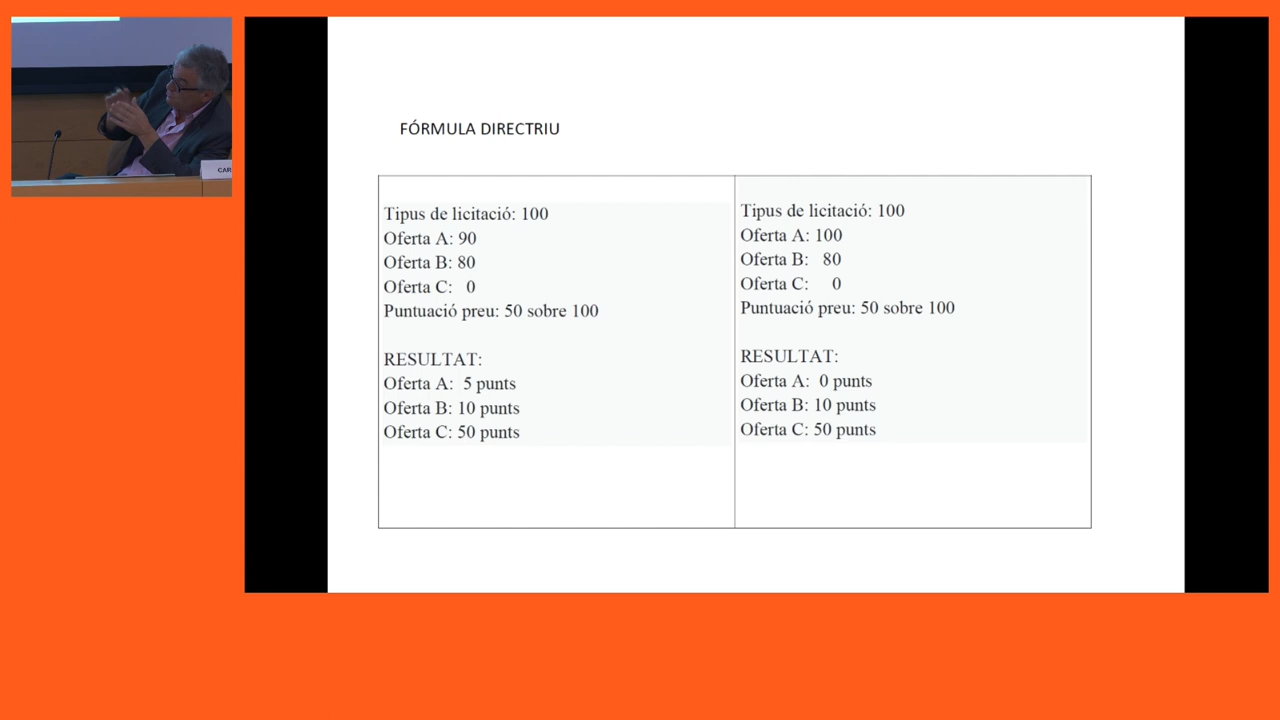 FÓRMULA DIRECTRIU
Tipus de licitació: 100
Oferta A: 90
Oferta B: 80
Oferta C: 0
Puntuació preu: 50 sobre 100
RESULTAT:
Oferta A: 5 punts
Oferta B: 10 punts
Oferta C: 50 punts
Tipus de licitació: 100
Oferta A: 100
Oferta B: 80
Oferta C: 0
Puntuació preu: 50 sobre 100
RESULTAT:
Oferta A: 0 punts
Oferta B: 10 punts
Oferta C: 50 punts
CAR